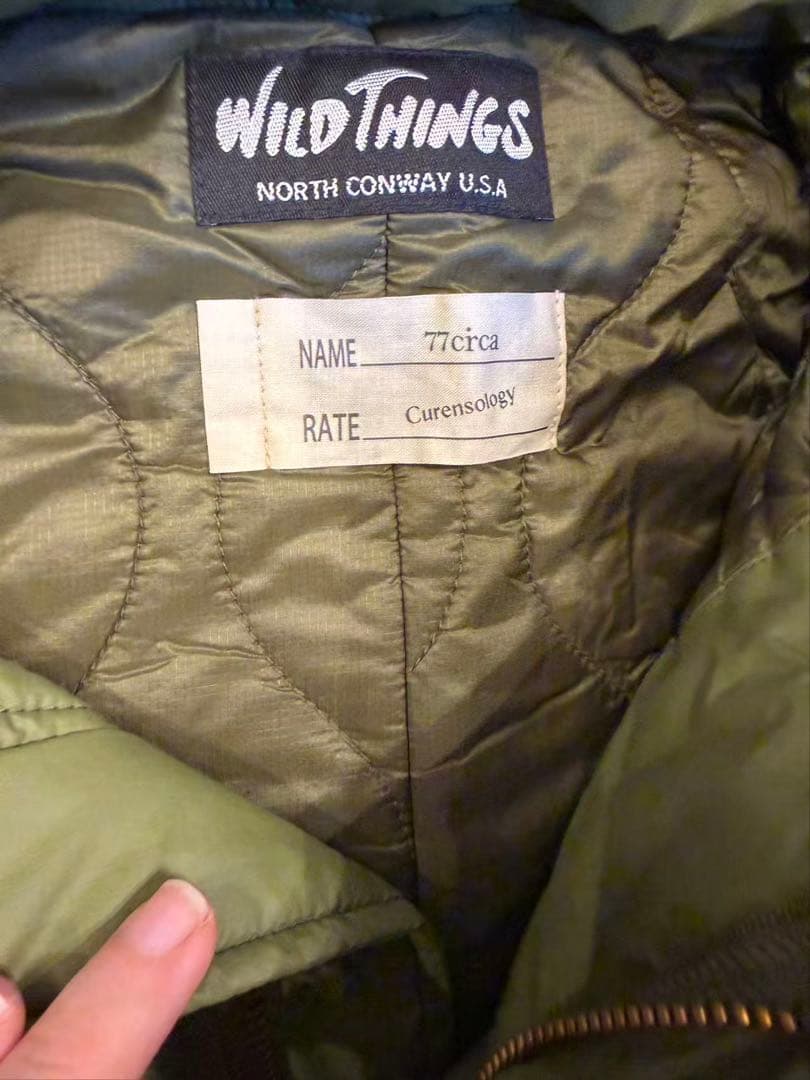 WILD THINGS
NORTH CONWAY U.S.A
NAME 77circa
RATE Curensology